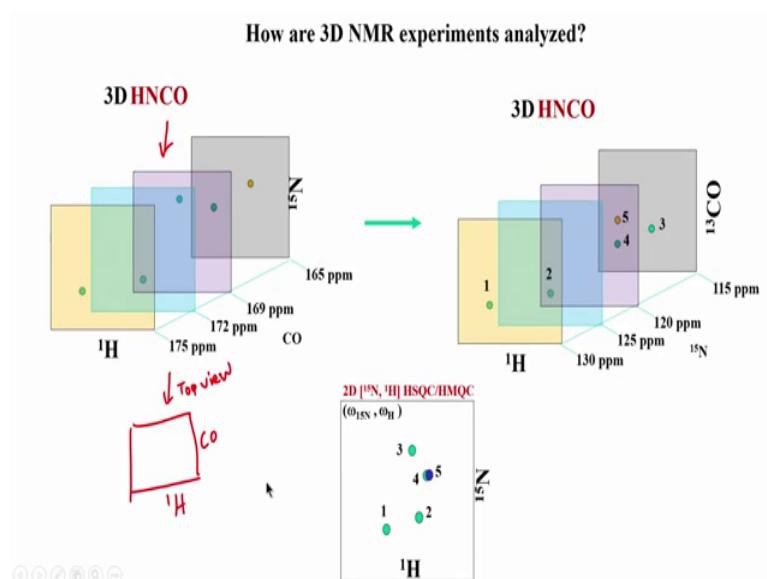 How are 3D NMR experiments analyzed?
3D HNCO
¹⁵N
165 ppm
169 ppm
172 ppm
175 ppm
CO
¹H
Top view
CO
¹H
3D HNCO
¹³CO
1
2
5
4
3
115 ppm
120 ppm
125 ppm
130 ppm
¹⁵N
¹H
2D [¹⁵N, ¹H] HSQC/HMQC
(ω15N , ωH )
3
4
5
1
2
¹⁵N
¹H